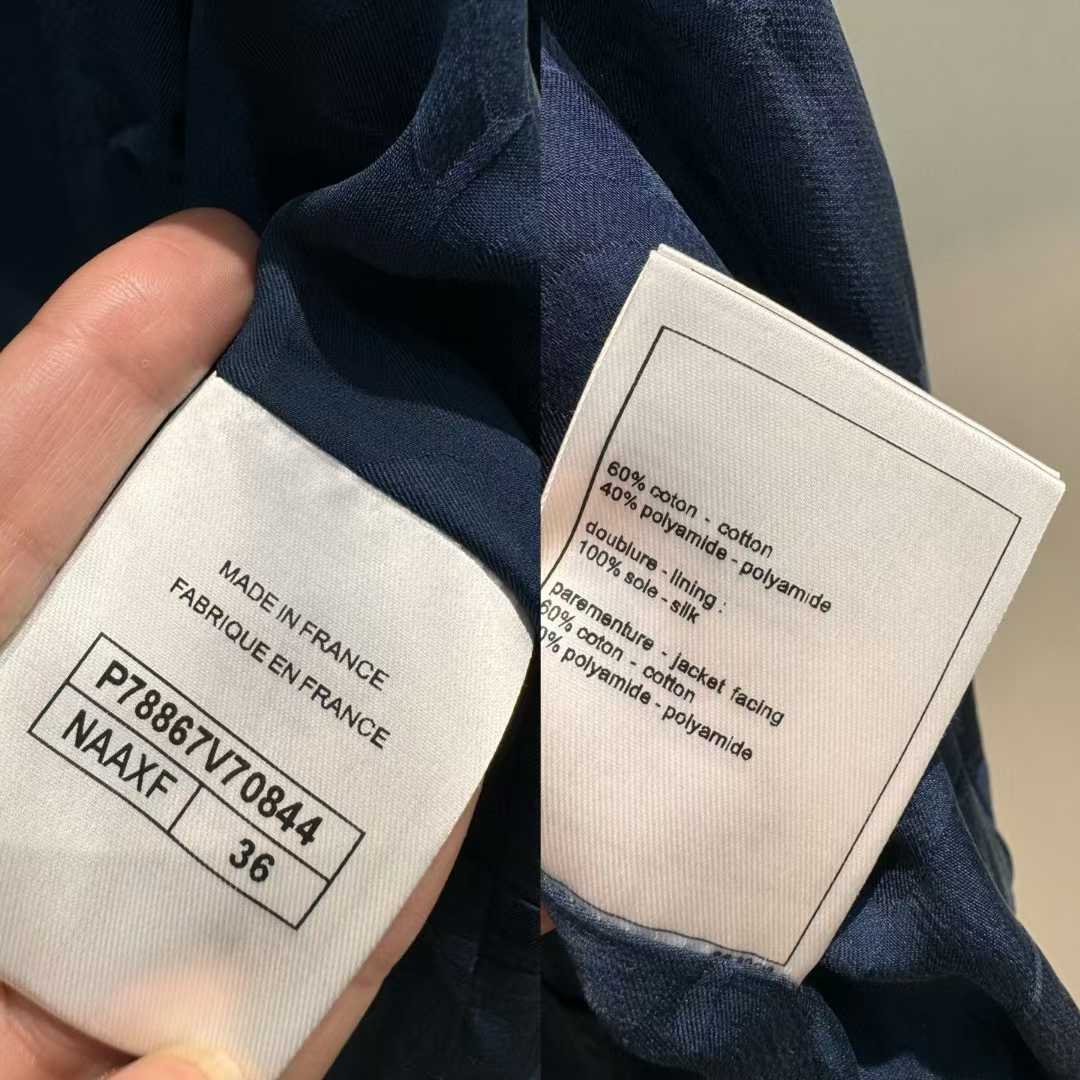 MADE IN FRANCE
FABRIQUE EN FRANCE
P78867V70844
NAAXF 36
60% coton - cotton
40% polyamide - polyamide
doublure - lining :
100% soie - silk
parementure - jacket facing
60% coton - cotton
0% polyamide - polyamide